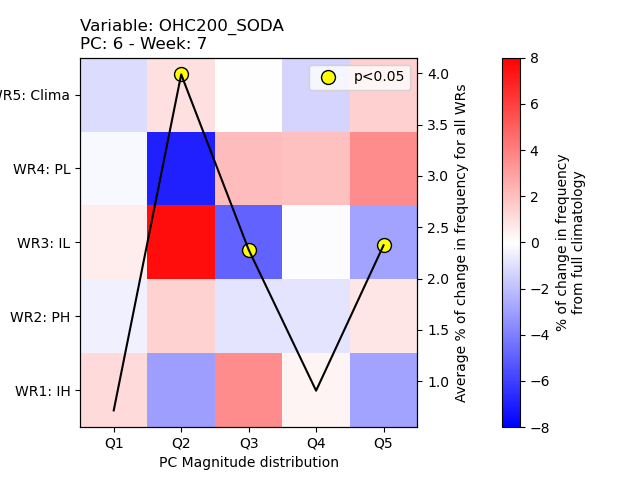 Variable: OHC200_SODA
PC: 6 - Week: 7
p<0.05
WR5: Clima
WR4: PL
WR3: IL
WR2: PH
WR1: IH
Q1 Q2 Q3 Q4 Q5
PC Magnitude distribution
4.0
3.5
3.0
2.5
2.0
1.5
1.0
Average % of change in frequency for all WRs
8
6
4
2
0
−2
−4
−6
−8
% of change in frequency
from full climatology